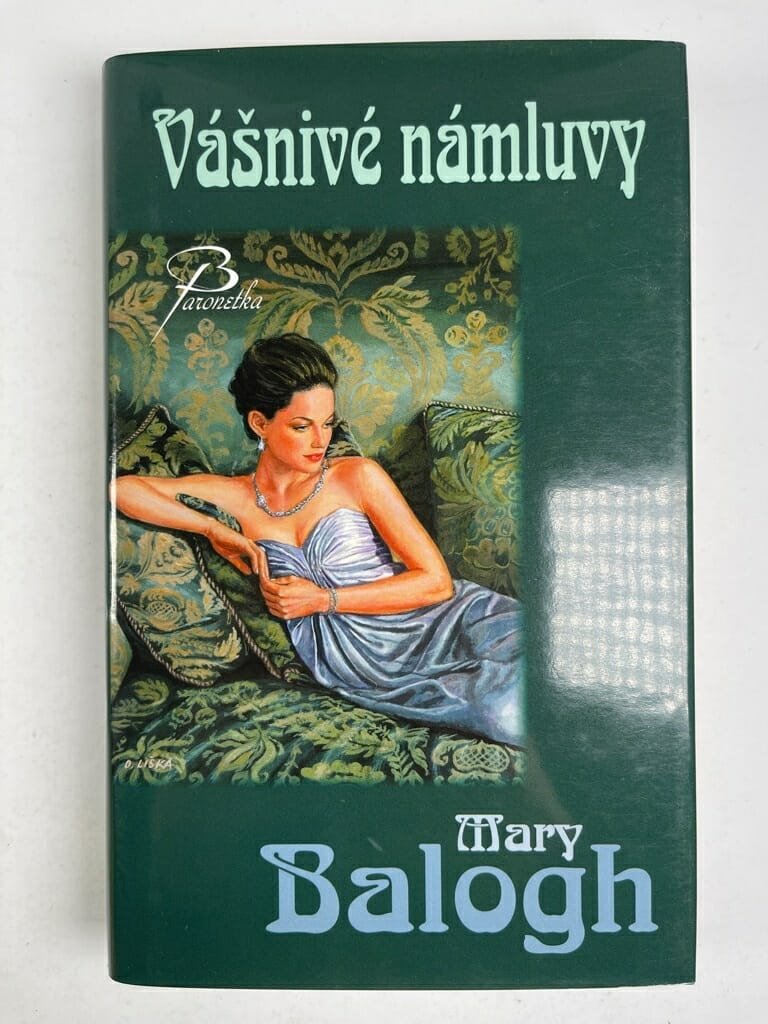 Vášnivé námluvy
Baronetka
D. LIŠKA
Mary
Balogh